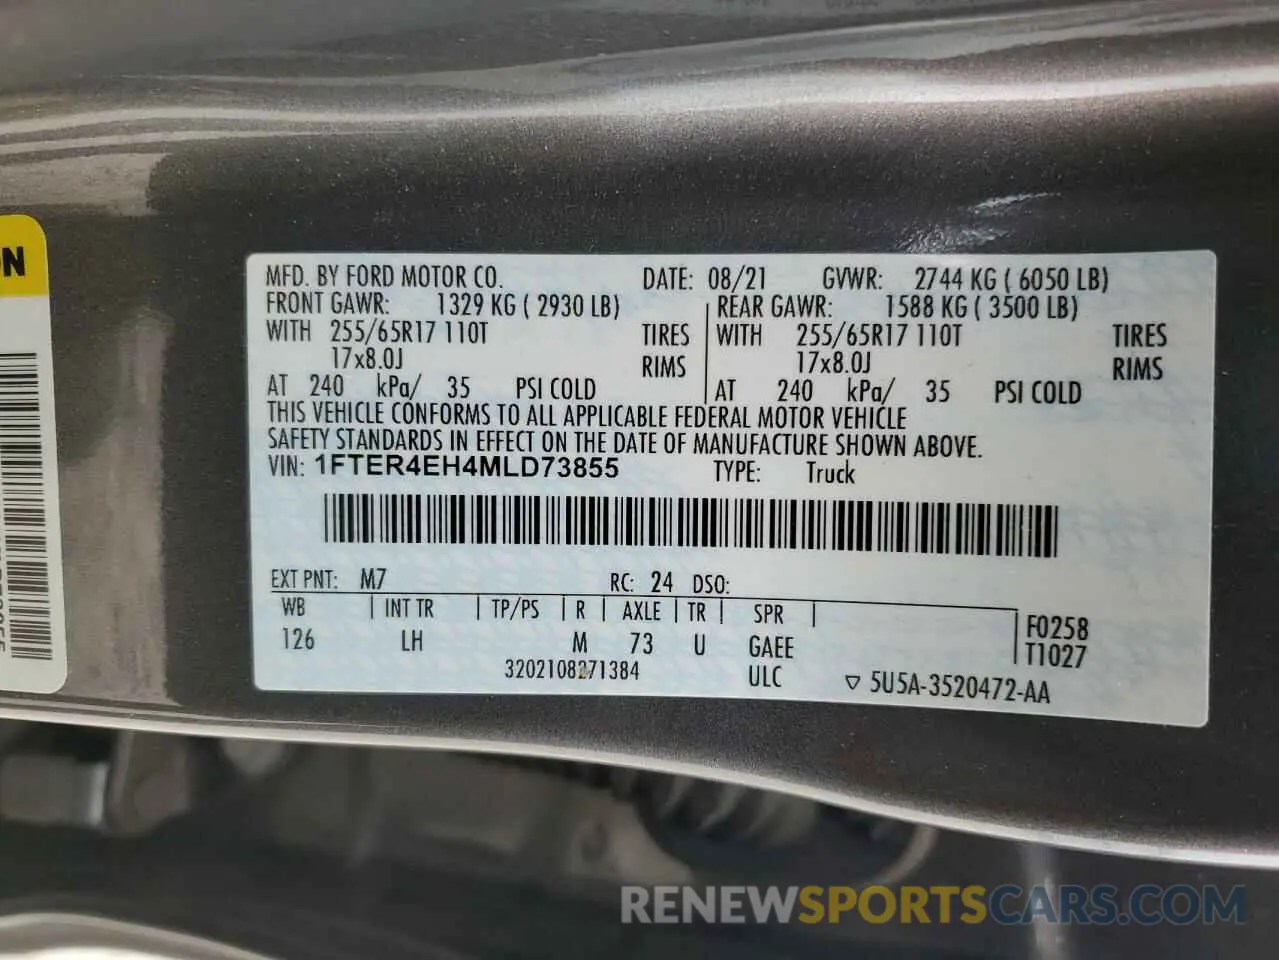 ON
MFD. BY FORD MOTOR CO. DATE: 08/21 GVWR: 2744 KG ( 6050 LB)
FRONT GAWR: 1329 KG ( 2930 LB) REAR GAWR: 1588 KG ( 3500 LB)
WITH 255/65R17 110T TIRES WITH 255/65R17 110T TIRES
17x8.0J RIMS 17x8.0J RIMS
AT 240 kPa/ 35 PSI COLD AT 240 kPa/ 35 PSI COLD
THIS VEHICLE CONFORMS TO ALL APPLICABLE FEDERAL MOTOR VEHICLE
SAFETY STANDARDS IN EFFECT ON THE DATE OF MANUFACTURE SHOWN ABOVE.
VIN: 1FTER4EH4MLD73855 TYPE: Truck
EXT PNT: M7 RC: 24 DSO:
WB INT TR TP/PS R AXLE TR SPR F0258
126 LH M 73 U GAEE T1027
3202108271384 ULC ▽ 5U5A-3520472-AA
RENEWSPORTSCARS.COM